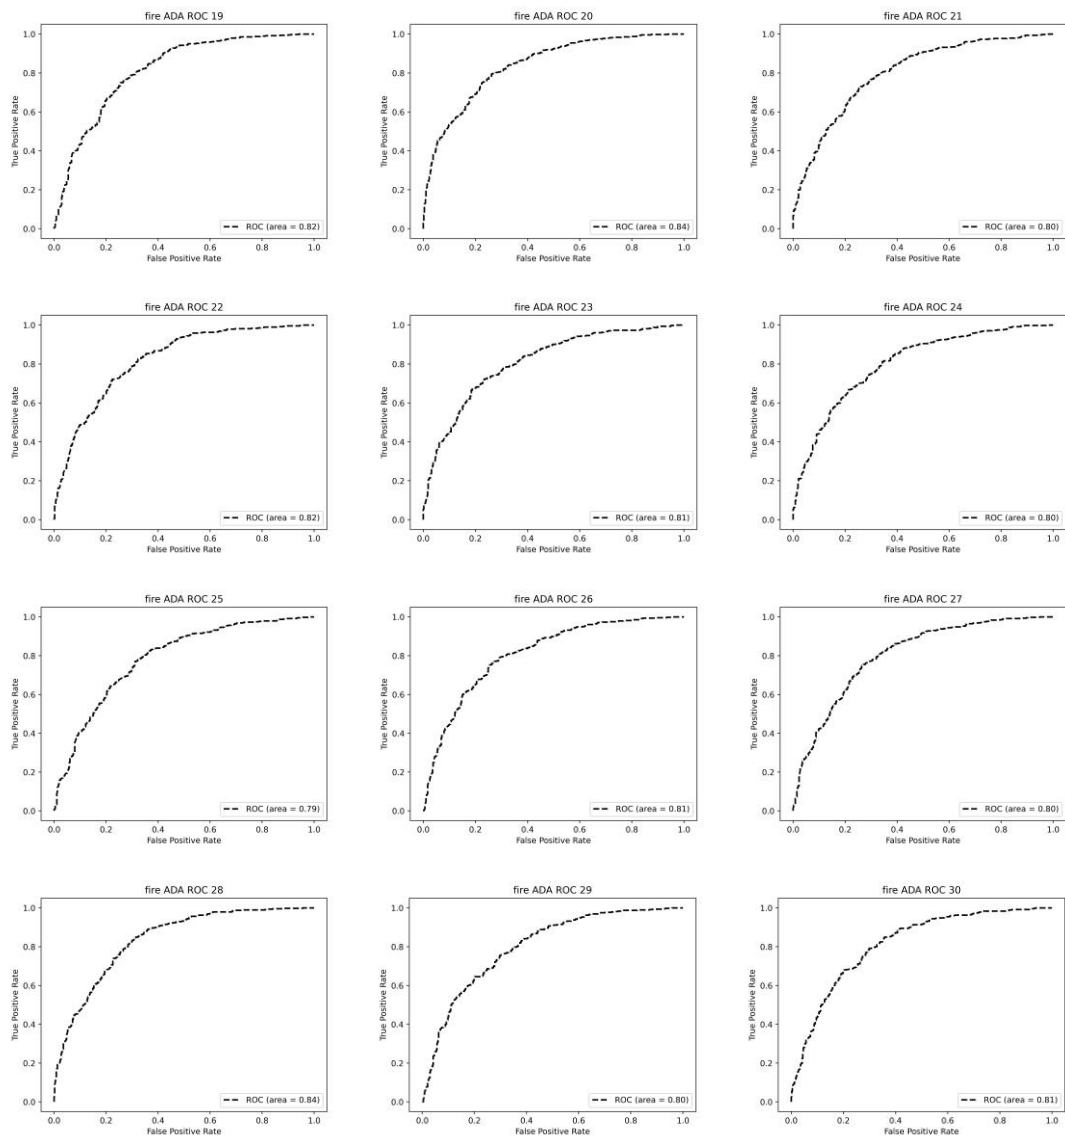 fire ADA ROC 19
1.0
0.8
0.6
0.4
0.2
0.0
True Positive Rate
ROC (area = 0.82)
0.0 0.2 0.4 0.6 0.8 1.0
False Positive Rate
fire ADA ROC 20
1.0
0.8
0.6
0.4
0.2
0.0
True Positive Rate
ROC (area = 0.84)
0.0 0.2 0.4 0.6 0.8 1.0
False Positive Rate
fire ADA ROC 21
1.0
0.8
0.6
0.4
0.2
0.0
True Positive Rate
ROC (area = 0.80)
0.0 0.2 0.4 0.6 0.8 1.0
False Positive Rate
fire ADA ROC 22
1.0
0.8
0.6
0.4
0.2
0.0
True Positive Rate
ROC (area = 0.82)
0.0 0.2 0.4 0.6 0.8 1.0
False Positive Rate
fire ADA ROC 23
1.0
0.8
0.6
0.4
0.2
0.0
True Positive Rate
ROC (area = 0.81)
0.0 0.2 0.4 0.6 0.8 1.0
False Positive Rate
fire ADA ROC 24
1.0
0.8
0.6
0.4
0.2
0.0
True Positive Rate
ROC (area = 0.80)
0.0 0.2 0.4 0.6 0.8 1.0
False Positive Rate
fire ADA ROC 25
1.0
0.8
0.6
0.4
0.2
0.0
True Positive Rate
ROC (area = 0.79)
0.0 0.2 0.4 0.6 0.8 1.0
False Positive Rate
fire ADA ROC 26
1.0
0.8
0.6
0.4
0.2
0.0
True Positive Rate
ROC (area = 0.81)
0.0 0.2 0.4 0.6 0.8 1.0
False Positive Rate
fire ADA ROC 27
1.0
0.8
0.6
0.4
0.2
0.0
True Positive Rate
ROC (area = 0.80)
0.0 0.2 0.4 0.6 0.8 1.0
False Positive Rate
fire ADA ROC 28
1.0
0.8
0.6
0.4
0.2
0.0
True Positive Rate
ROC (area = 0.84)
0.0 0.2 0.4 0.6 0.8 1.0
False Positive Rate
fire ADA ROC 29
1.0
0.8
0.6
0.4
0.2
0.0
True Positive Rate
ROC (area = 0.80)
0.0 0.2 0.4 0.6 0.8 1.0
False Positive Rate
fire ADA ROC 30
1.0
0.8
0.6
0.4
0.2
0.0
True Positive Rate
ROC (area = 0.81)
0.0 0.2 0.4 0.6 0.8 1.0
False Positive Rate